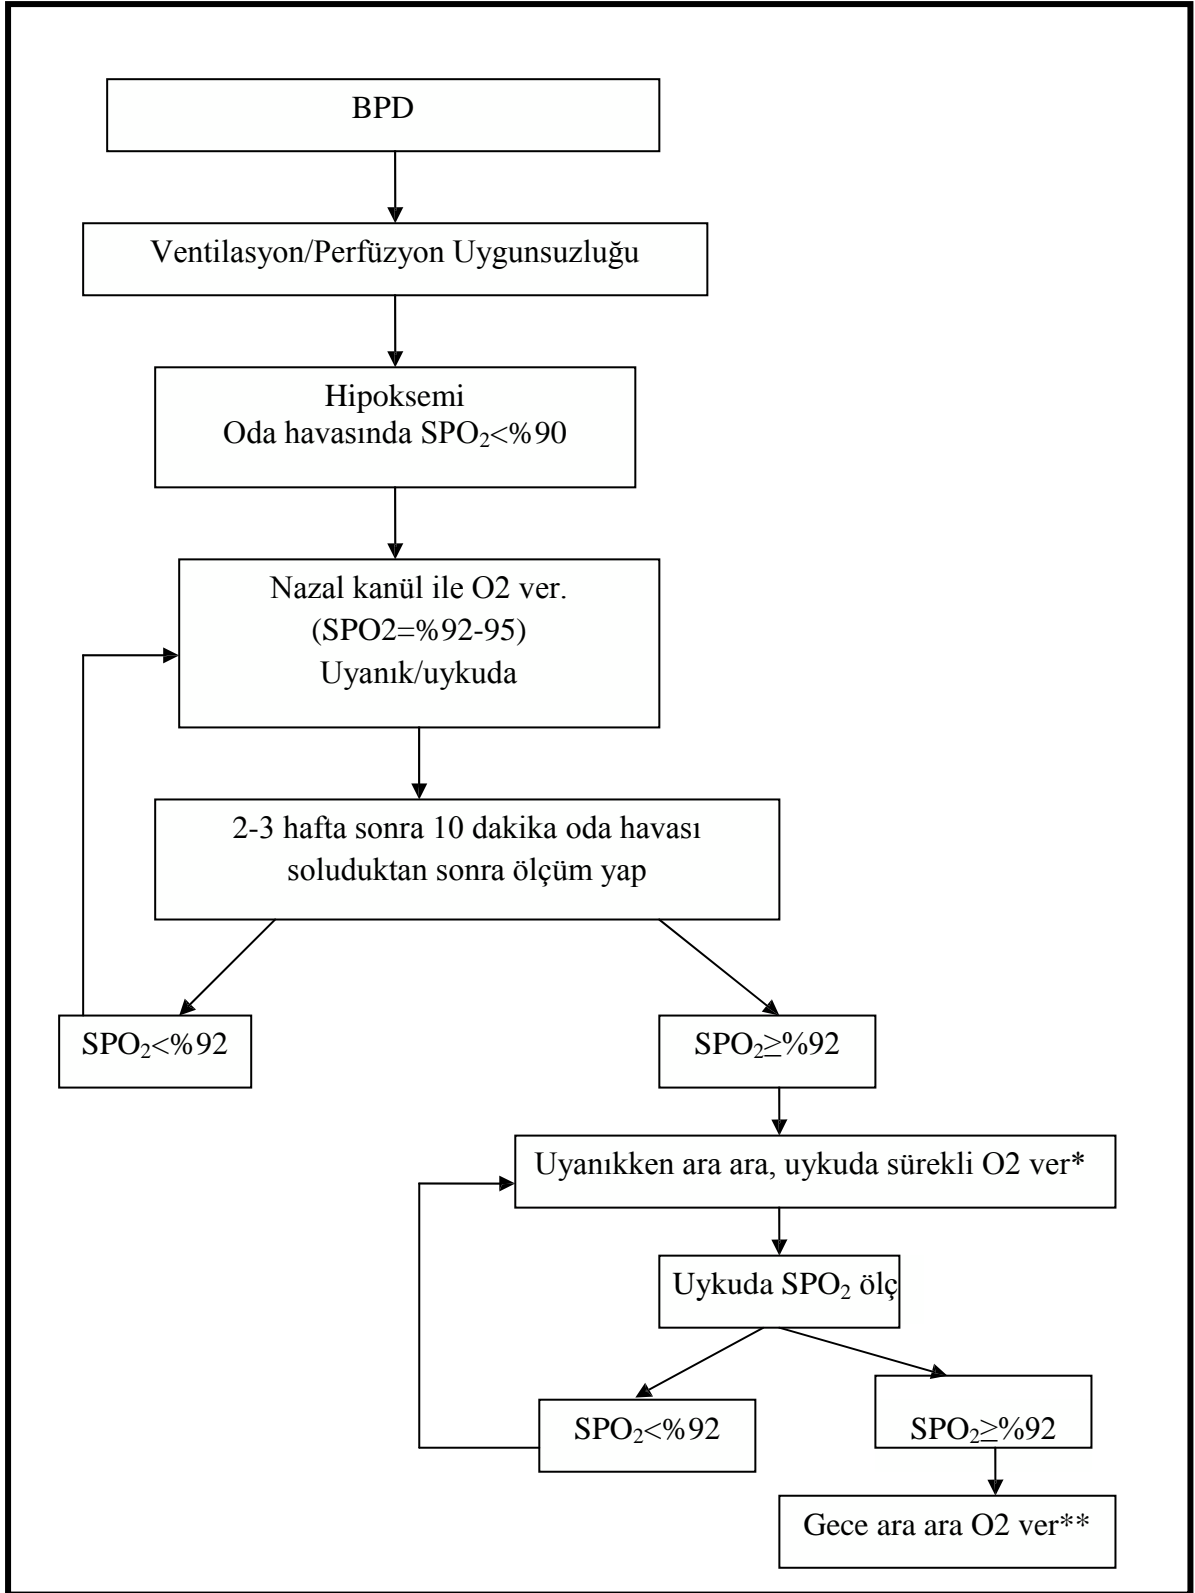 BPD
Ventilasyon/Perfüzyon Uygunsuzluğu
Hipoksemi
Oda havasında SPO₂<%90
Nazal kanül ile O2 ver.
(SPO2=%92-95)
Uyanık/uykuda
2-3 hafta sonra 10 dakika oda havası
soluduktan sonra ölçüm yap
SPO₂<%92
SPO₂≥%92
Uyanıkken ara ara, uykuda sürekli O2 ver*
Uykuda SPO₂ ölç
SPO₂<%92
SPO₂≥%92
Gece ara ara O2 ver**